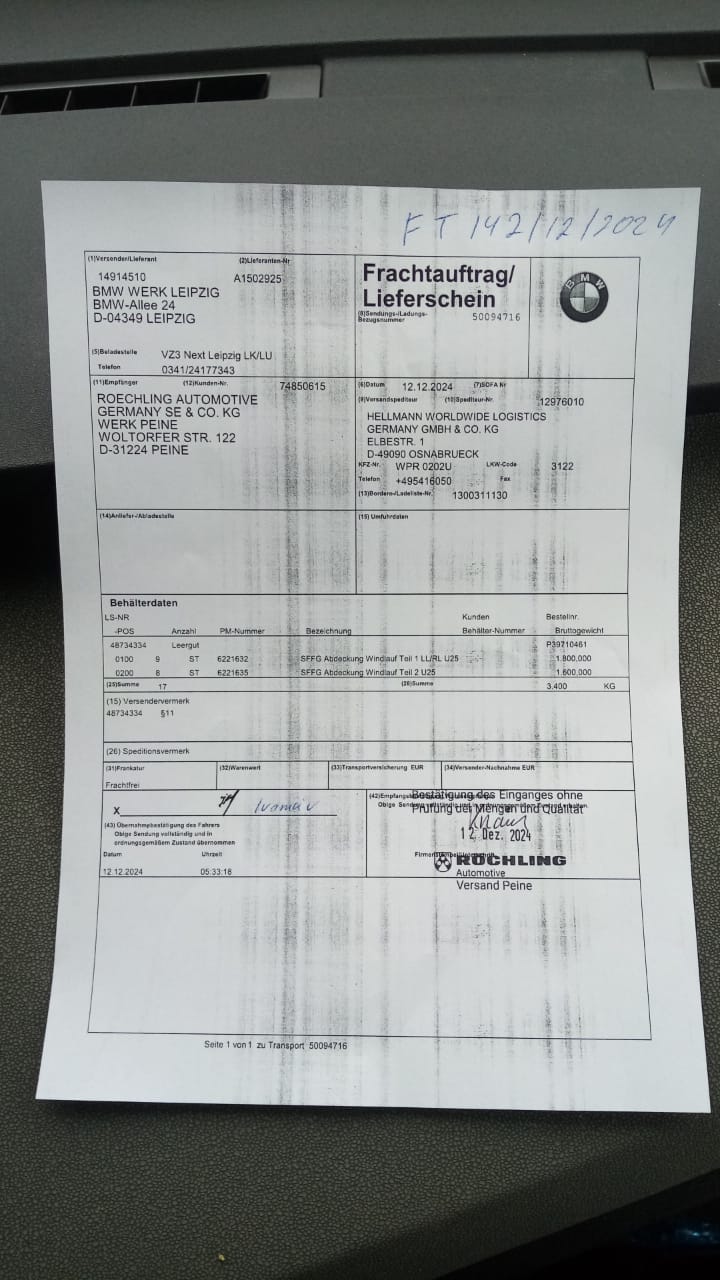 FT 142/12/2024
(1)Versender/Lieferant (2)Lieferanten-Nr
14914510 A1502925
BMW WERK LEIPZIG
BMW-Allee 24
D-04349 LEIPZIG
Frachtauftrag/
Lieferschein
(8)Sendungs-/Ladungs-
Bezugsnummer 50094716
BMW
(5)Beladestelle VZ3 Next Leipzig LK/LU
Telefon 0341/24177343
(11)Empfänger (12)Kunden-Nr. 74850615
ROECHLING AUTOMOTIVE
GERMANY SE & CO. KG
WERK PEINE
WOLTORFER STR. 122
D-31224 PEINE
(6)Datum 12.12.2024 (7)SOFA Nr
(9)Versandspediteur (10)Spediteur-Nr. 12976010
HELLMANN WORLDWIDE LOGISTICS
GERMANY GMBH & CO. KG
ELBESTR. 1
D-49090 OSNABRUECK
KFZ-Nr. WPR 0202U LKW-Code 3122
Telefon +495416050 Fax
(13)Bordero-/Ladeliste-Nr. 1300311130
(14)Anliefer-/Abladestelle (15) Umfuhrdaten
Behälterdaten
LS-NR Kunden Bestellnr.
-POS Anzahl PM-Nummer Bezeichnung Behälter-Nummer Bruttogewicht
48734334 Leergut P39710461
0100 9 ST 6221632 SFFG Abdeckung Windlauf Teil 1 LL/RL U25 1.800,000
0200 8 ST 6221635 SFFG Abdeckung Windlauf Teil 2 U25 1.600,000
(25)Summe 17 (28)Summe 3.400 KG
(15) Versendervermerk
48734334 §11
(26) Speditionsvermerk
(31)Frankatur (32)Warenwert (33)Transportversicherung EUR (34)Versender-Nachnahme EUR
Frachtfrei
X
(43) Übernahmebestätigung des Fahrers
Obige Sendung vollständig und in
ordnungsgemäßem Zustand übernommen
Datum Uhrzeit
12.12.2024 05:33:18
Bestätigung des Einganges ohne
Prüfung der Mengen und Qualität
12. Dez. 2024
RÖCHLING
Automotive
Versand Peine
Seite 1 von 1 zu Transport 50094716